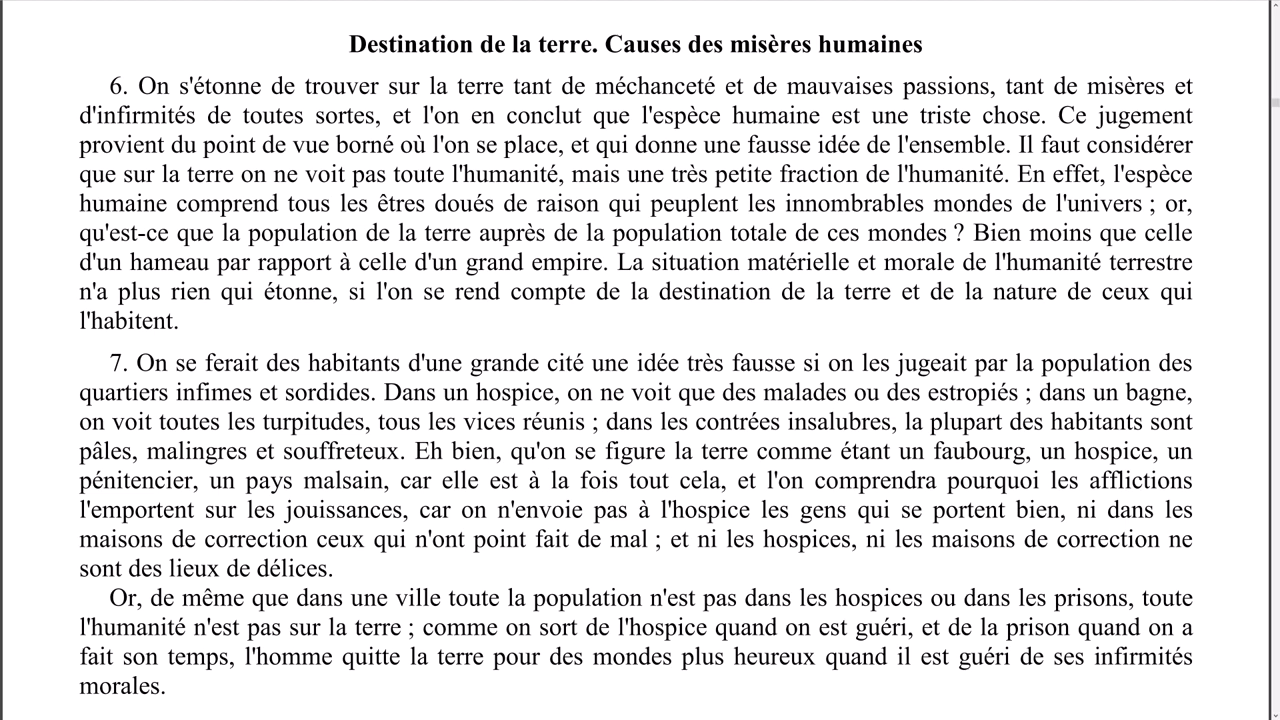 Destination de la terre. Causes des misères humaines
6. On s'étonne de trouver sur la terre tant de méchanceté et de mauvaises passions, tant de misères et
d'infirmités de toutes sortes, et l'on en conclut que l'espèce humaine est une triste chose. Ce jugement
provient du point de vue borné où l'on se place, et qui donne une fausse idée de l'ensemble. Il faut considérer
que sur la terre on ne voit pas toute l'humanité, mais une très petite fraction de l'humanité. En effet, l'espèce
humaine comprend tous les êtres doués de raison qui peuplent les innombrables mondes de l'univers ; or,
qu'est-ce que la population de la terre auprès de la population totale de ces mondes ? Bien moins que celle
d'un hameau par rapport à celle d'un grand empire. La situation matérielle et morale de l'humanité terrestre
n'a plus rien qui étonne, si l'on se rend compte de la destination de la terre et de la nature de ceux qui
l'habitent.
7. On se ferait des habitants d'une grande cité une idée très fausse si on les jugeait par la population des
quartiers infimes et sordides. Dans un hospice, on ne voit que des malades ou des estropiés ; dans un bagne,
on voit toutes les turpitudes, tous les vices réunis ; dans les contrées insalubres, la plupart des habitants sont
pâles, malingres et souffreteux. Eh bien, qu'on se figure la terre comme étant un faubourg, un hospice, un
pénitencier, un pays malsain, car elle est à la fois tout cela, et l'on comprendra pourquoi les afflictions
l'emportent sur les jouissances, car on n'envoie pas à l'hospice les gens qui se portent bien, ni dans les
maisons de correction ceux qui n'ont point fait de mal ; et ni les hospices, ni les maisons de correction ne
sont des lieux de délices.
Or, de même que dans une ville toute la population n'est pas dans les hospices ou dans les prisons, toute
l'humanité n'est pas sur la terre ; comme on sort de l'hospice quand on est guéri, et de la prison quand on a
fait son temps, l'homme quitte la terre pour des mondes plus heureux quand il est guéri de ses infirmités
morales.